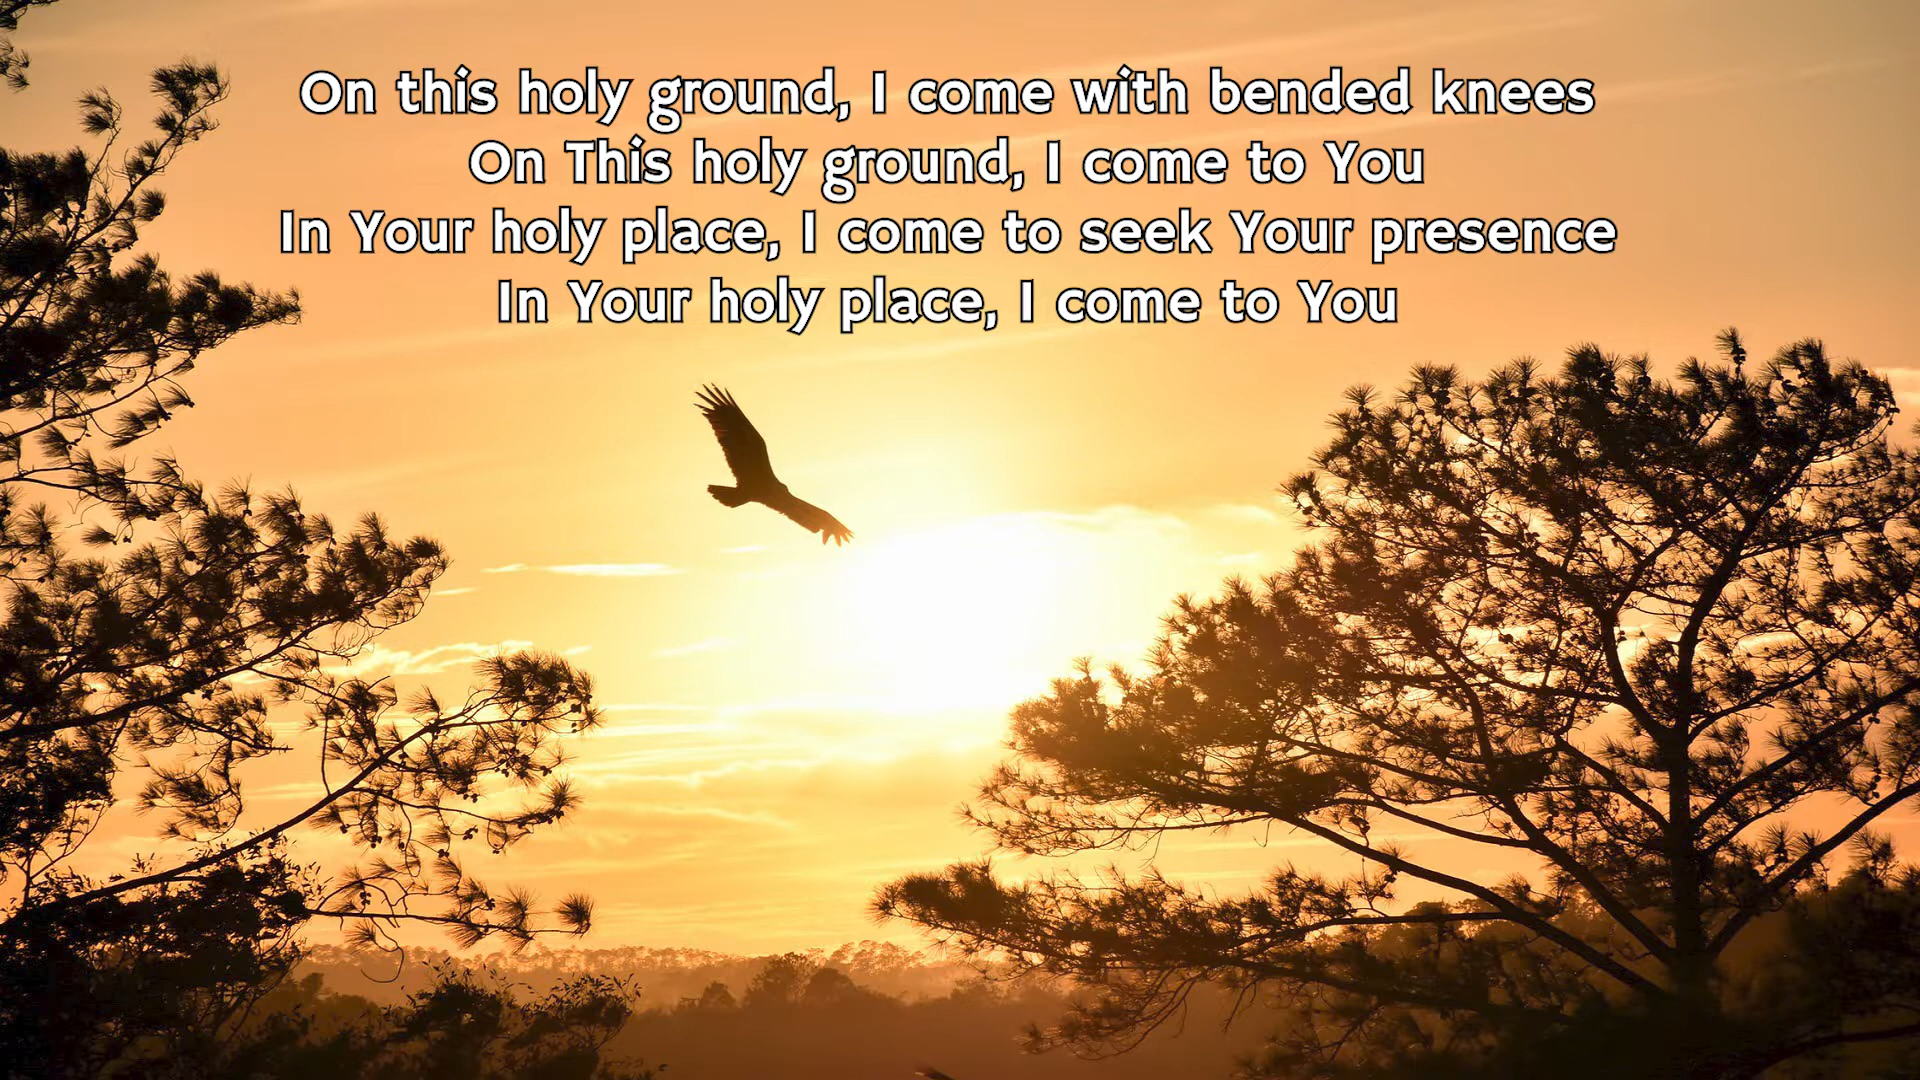 On this holy ground, I come with bended knees
On This holy ground, I come to You
In Your holy place, I come to seek Your presence
In Your holy place, I come to You